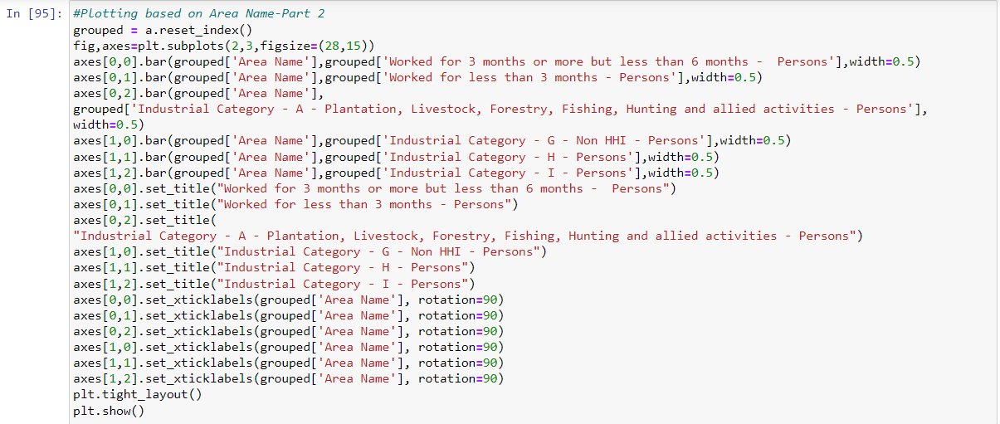 In [95]: #Plotting based on Area Name-Part 2
grouped = a.reset_index()
fig,axes=plt.subplots(2,3,figsize=(28,15))
axes[0,0].bar(grouped['Area Name'],grouped['Worked for 3 months or more but less than 6 months -  Persons'],width=0.5)
axes[0,1].bar(grouped['Area Name'],grouped['Worked for less than 3 months - Persons'],width=0.5)
axes[0,2].bar(grouped['Area Name'],
grouped['Industrial Category - A - Plantation, Livestock, Forestry, Fishing, Hunting and allied activities - Persons'],
width=0.5)
axes[1,0].bar(grouped['Area Name'],grouped['Industrial Category - G - Non HHI - Persons'],width=0.5)
axes[1,1].bar(grouped['Area Name'],grouped['Industrial Category - H - Persons'],width=0.5)
axes[1,2].bar(grouped['Area Name'],grouped['Industrial Category - I - Persons'],width=0.5)
axes[0,0].set_title("Worked for 3 months or more but less than 6 months -  Persons")
axes[0,1].set_title("Worked for less than 3 months - Persons")
axes[0,2].set_title(
"Industrial Category - A - Plantation, Livestock, Forestry, Fishing, Hunting and allied activities - Persons")
axes[1,0].set_title("Industrial Category - G - Non HHI - Persons")
axes[1,1].set_title("Industrial Category - H - Persons")
axes[1,2].set_title("Industrial Category - I - Persons")
axes[0,0].set_xticklabels(grouped['Area Name'], rotation=90)
axes[0,1].set_xticklabels(grouped['Area Name'], rotation=90)
axes[0,2].set_xticklabels(grouped['Area Name'], rotation=90)
axes[1,0].set_xticklabels(grouped['Area Name'], rotation=90)
axes[1,1].set_xticklabels(grouped['Area Name'], rotation=90)
axes[1,2].set_xticklabels(grouped['Area Name'], rotation=90)
plt.tight_layout()
plt.show()